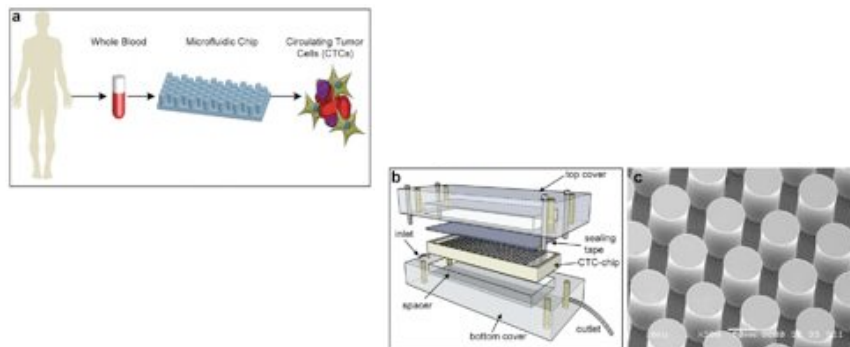 a
Whole Blood
Microfluidic Chip
Circulating Tumor
Cells (CTCs)
b
top cover
inlet
sealing
tape
CTC-chip
spacer
bottom cover
outlet
c